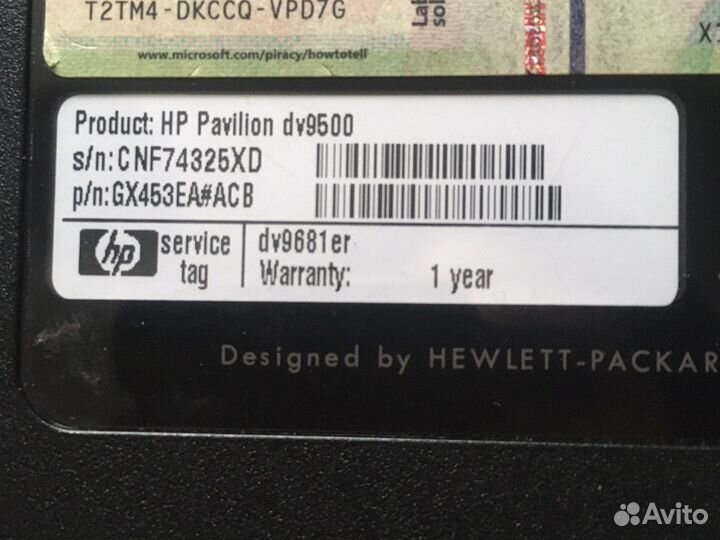 T2TM4-DKCCQ-VPD7G
www.microsoft.com/piracy/howtotell
Product: HP Pavilion dv9500
s/n:CNF74325XD
p/n:GX453EA#ACB
hp service tag
dv9681er
Warranty: 1 year
Designed by HEWLETT-PACKAR
Avito